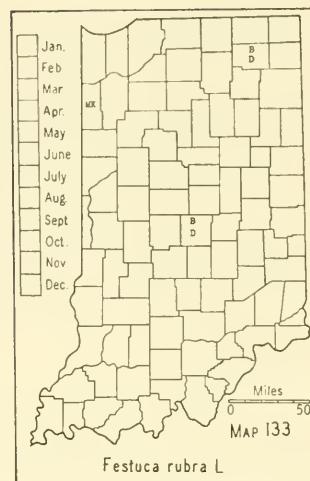 Jan.
Feb
Mar
Apr.
May
June
July
Aug.
Sept
Oct.
Nov
Dec.
B
D
MK
B
D
Miles
0 50
MAP 133
Festuca rubra L